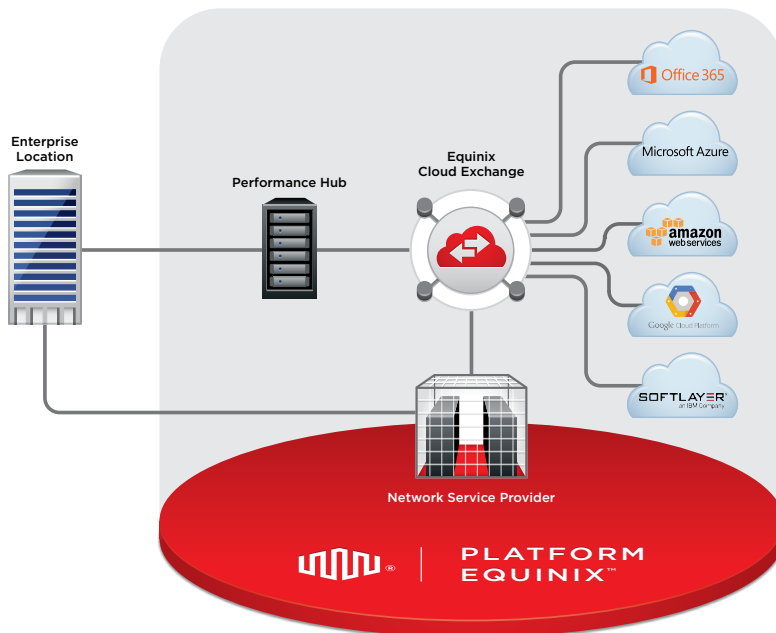 Office 365
Enterprise
Location
Equinix
Cloud Exchange
Microsoft Azure
Performance Hub
amazon
web services
Google Cloud Platform
SOFTLAYER®
an IBM Company
Network Service Provider
®
PLATFORM
EQUINIX™